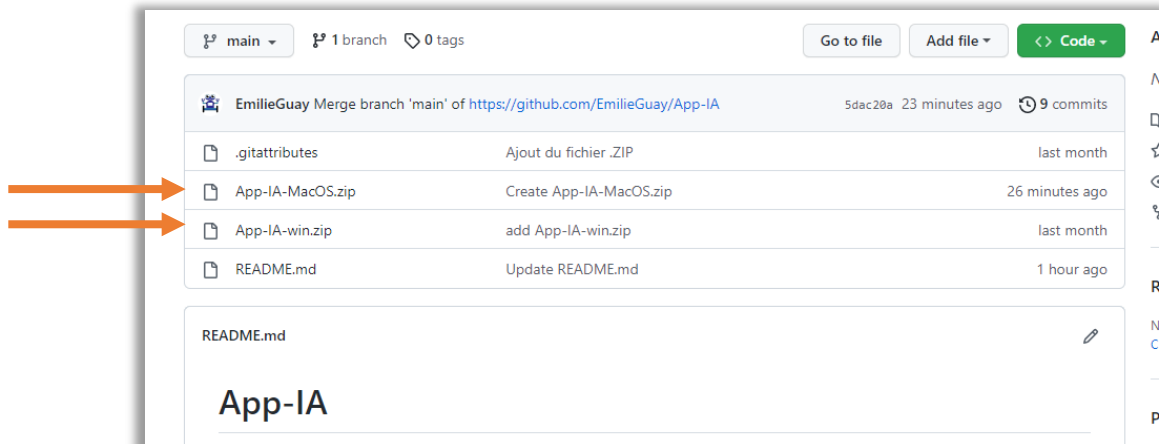 main 1 branch 0 tags Go to file Add file Code
EmilieGuay Merge branch 'main' of https://github.com/EmilieGuay/App-IA 5dac20a 23 minutes ago 9 commits
.gitattributes Ajout du fichier .ZIP last month
App-IA-MacOS.zip Create App-IA-MacOS.zip 26 minutes ago
App-IA-win.zip add App-IA-win.zip last month
README.md Update README.md 1 hour ago
README.md
App-IA